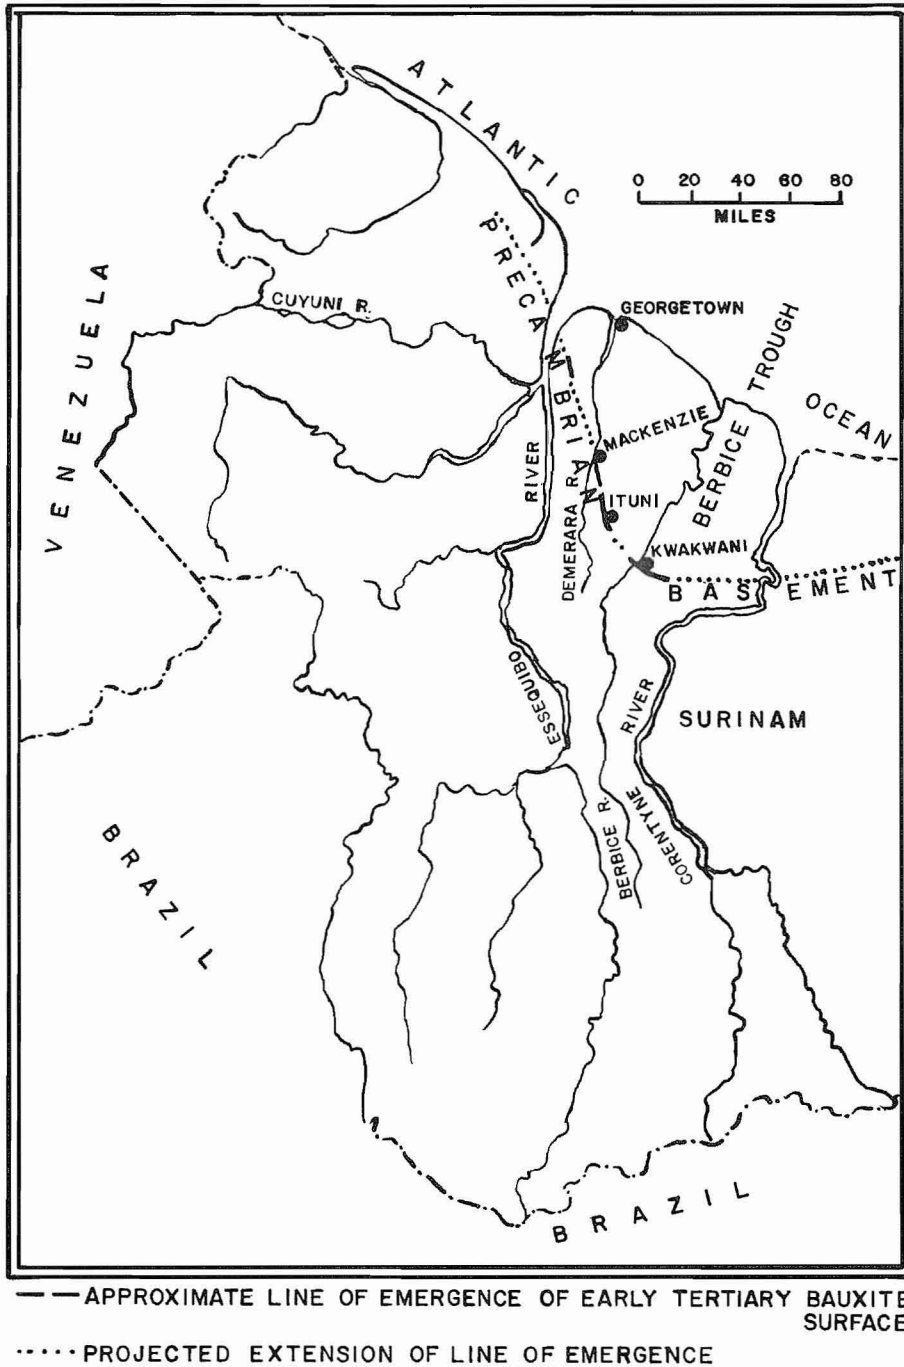 ATLANTIC
0 20 40 60 80
MILES
PRECAMBRIAN
VENEZUELA
CUYUNI R.
GEORGETOWN
BERBICE TROUGH
OCEAN
MACKENZIE
RIVER
DEMERARA R.
ITUNI
KWAKWANI
BASEMENT
ESSEQUIBO
RIVER
SURINAM
BERBICE R.
CORENTYNE
BRAZIL
BRAZIL
— — APPROXIMATE LINE OF EMERGENCE OF EARLY TERTIARY BAUXITE
SURFACE
····· PROJECTED EXTENSION OF LINE OF EMERGENCE